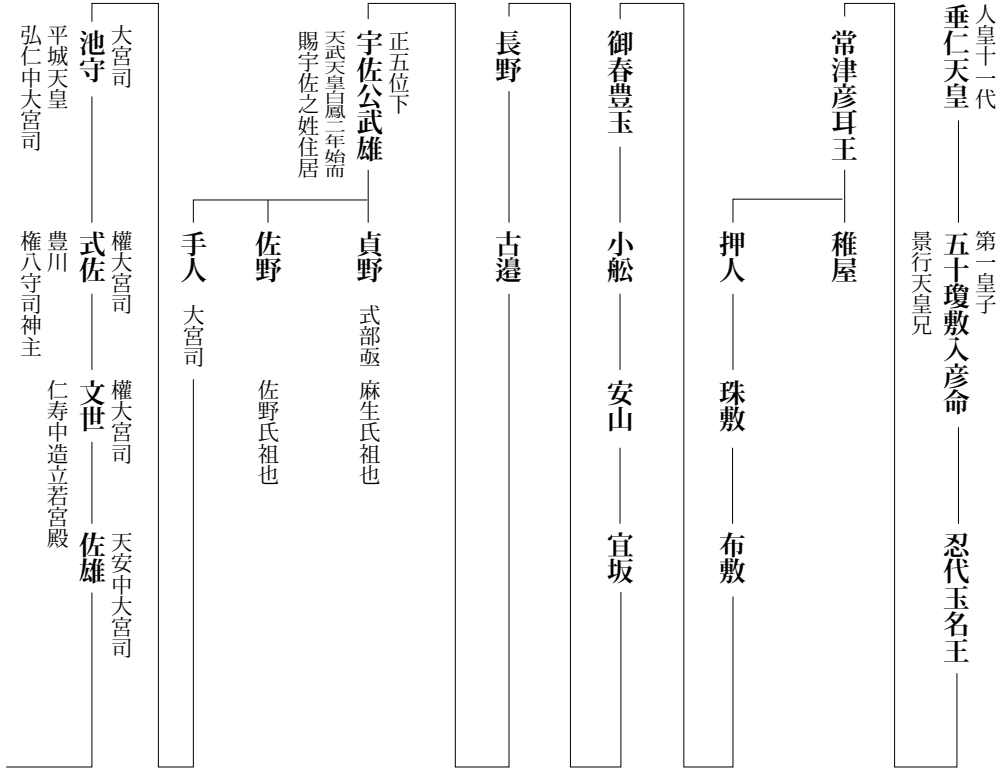 人皇十一代
垂仁天皇
第一皇子
五十瓊敷入彦命
景行天皇兄
忍代玉名王
常津彦耳王
稚屋
押人
珠敷
布敷
御春豊玉
小舩
安山
宜坂
長野
古邉
正五位下
宇佐公武雄
天武天皇白鳳二年始而
賜宇佐之姓住居
貞野
式部亟
麻生氏祖也
佐野
佐野氏祖也
手人
大宮司
大宮司
池守
平城天皇
弘仁中大宮司
權大宮司
式佐
豊川
権八守司神主
權大宮司
文世
仁寿中造立若宮殿
天安中大宮司
佐雄